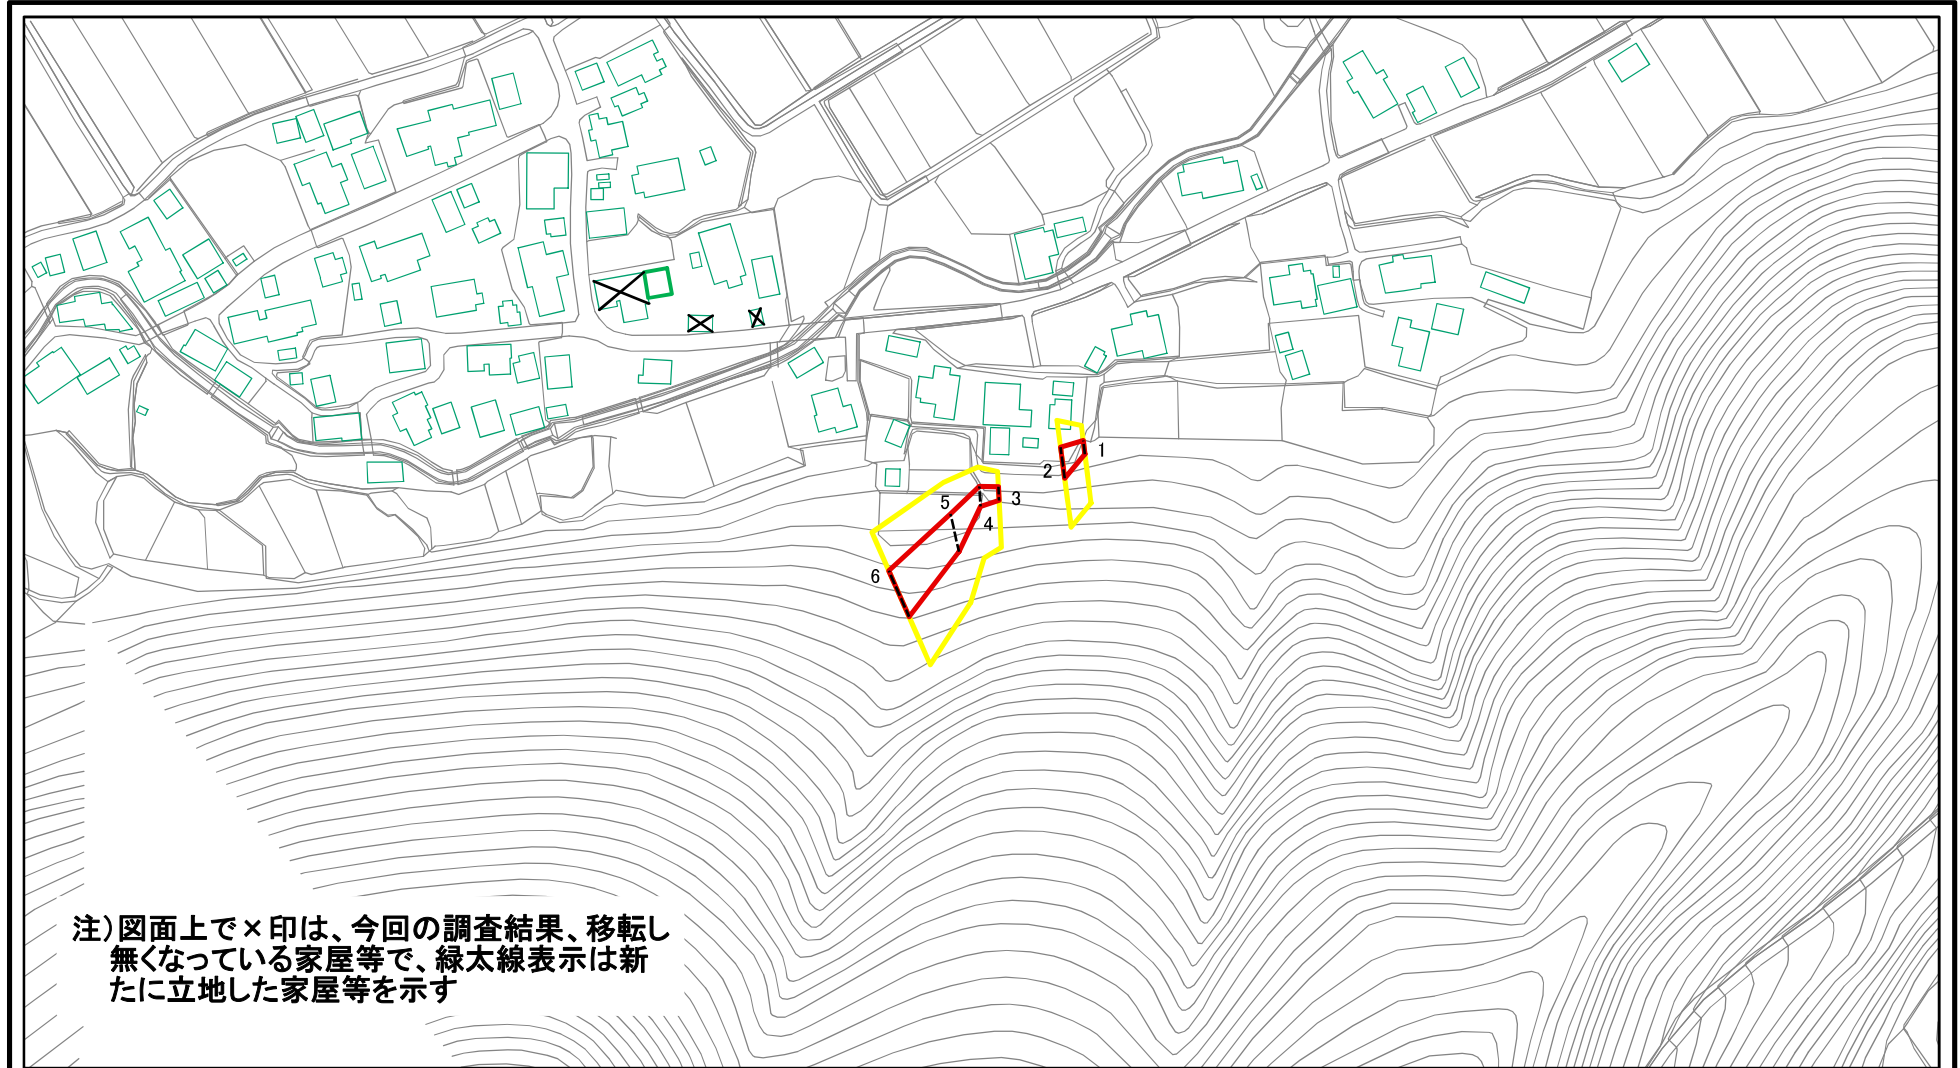 1
2
3
5
4
6
注)図面上で×印は、今回の調査結果、移転し
無くなっている家屋等で、緑太線表示は新
たに立地した家屋等を示す